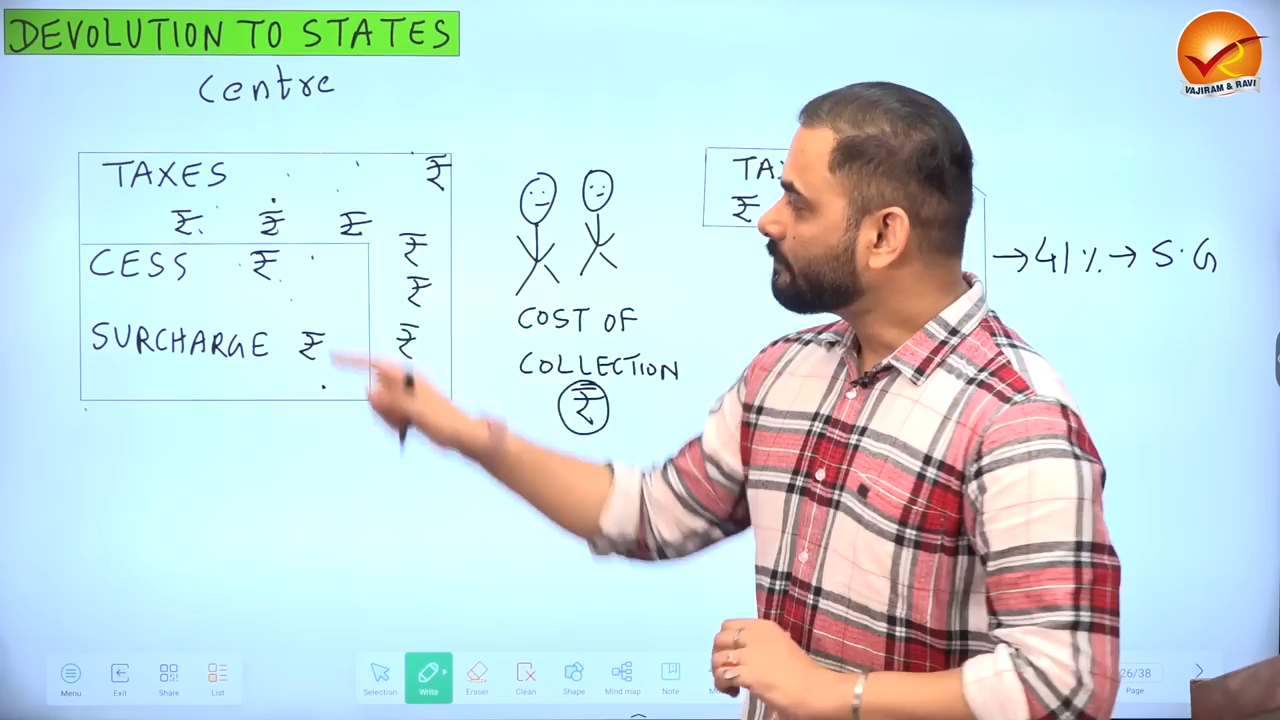 DEVOLUTION TO STATES
centre
TAXES ₹
₹ ₹ ₹
₹
CESS ₹
₹
SURCHARGE ₹ ₹
COST OF
COLLECTION
₹
TA
₹
→ 41% → S.G
VAJIRAM & RAVI
Menu
Exit
Share
List
Selection
Write
Eraser
Clean
Shape
Mind map
Note
26/38
Page